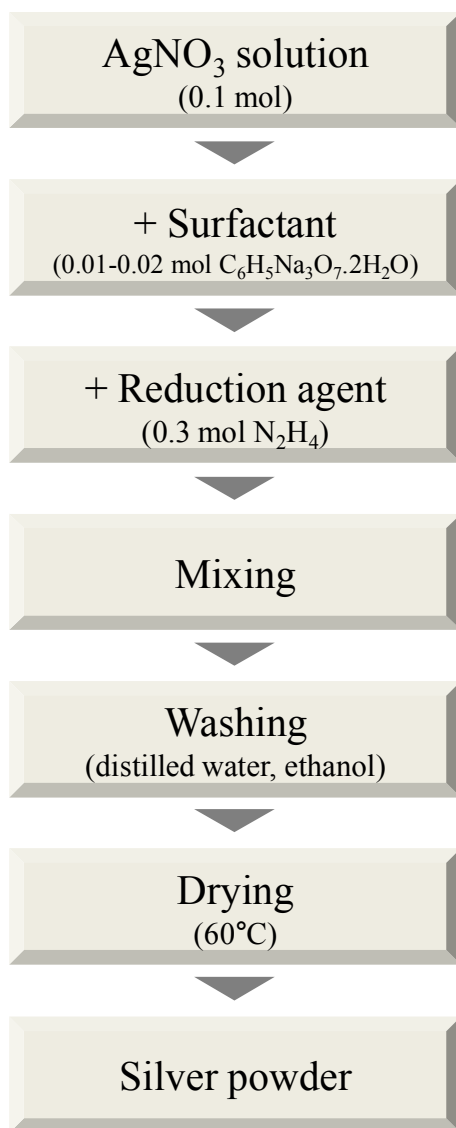 AgNO₃ solution
(0.1 mol)
+ Surfactant
(0.01-0.02 mol C₆H₅Na₃O₇.2H₂O)
+ Reduction agent
(0.3 mol N₂H₄)
Mixing
Washing
(distilled water, ethanol)
Drying
(60°C)
Silver powder